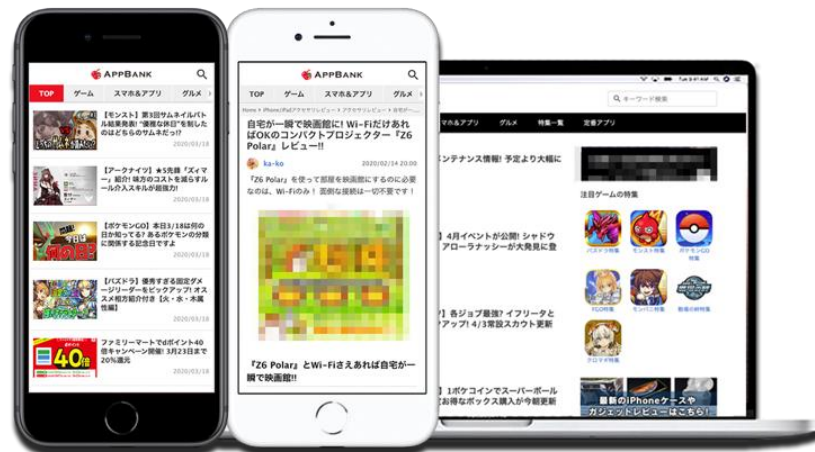 APPBANK
TOP ゲーム スマホ&アプリ グルメ
【モンスト】第3回サムネイルバト
ル結果発表! "優雅な休日"を制した
のはどちらのサムネだっ!?
2020/03/18
【アークナイツ】★5先鋒「ズィマ
ー」紹介! 味方のコストを減らすル
ール介入スキルが最強力!
2020/03/18
【ポケモンGO】本日3/18は何の
日か知ってる? あるポケモンの分類
に関係する記念日ですよ
2020/03/18
【パズドラ】優秀すぎる固定ダメ
ージリーダーをピックアップ! オス
スメ相方紹介付き【火・水・木属
性編】
2020/03/18
ファミリーマートでdポイント40
倍キャンペーン開催! 3月23日まで
20%還元
2020/03/18
APPBANK
TOP ゲーム スマホ&アプリ グルメ
自宅が一瞬で映画館に! Wi-Fiだけあれ
ばOKのコンパクトプロジェクター『Z6
Polar』レビュー!!
ka-ko 2020/02/14 20:00
『Z6 Polar』を使って部屋を映画館にするのに必要
なのは、Wi-Fiのみ! 面倒な接続は一切不要です!
『Z6 Polar』とWi-Fiさえあれば自宅が一
瞬で映画館!!
キーワード検索
マホ&アプリ グルメ 特集一覧 定番アプリ
ンテナンス情報! 予定より大幅に
】4月イベントが公開! シャドウ
アローラナッシーが大発見に登
】各ジョブ最強? イフリータと
アップ! 4/3常設スカウト更新
】1ポケコインでスーパーボール
お得なボックス購入が今朝更新
注目ゲームの特集
パズドラ特集 モンスト特集 ポケモンGO
特集
FGO特集 モンパニ特集
クロマギ特集
最新のiPhoneケースや
ガジェットレビューはこちら!